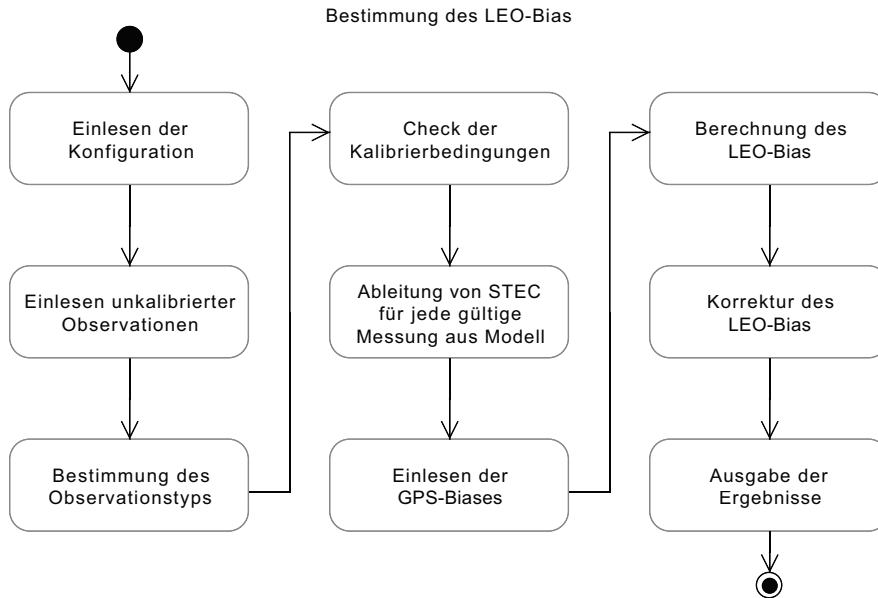 Bestimmung des LEO-Bias
Einlesen der
Konfiguration
Einlesen unkalibrierter
Observationen
Bestimmung des
Observationstyps
Check der
Kalibrierbedingungen
Ableitung von STEC
für jede gültige
Messung aus Modell
Einlesen der
GPS-Biases
Berechnung des
LEO-Bias
Korrektur des
LEO-Bias
Ausgabe der
Ergebnisse